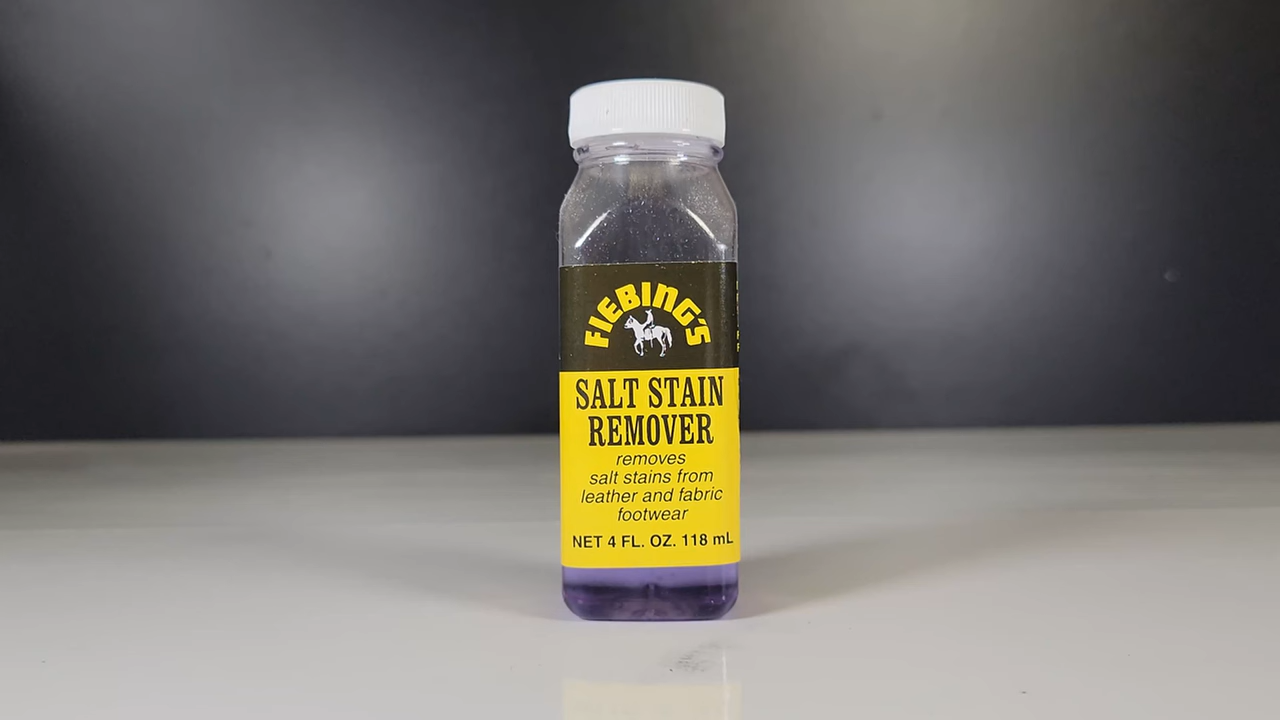 FIEBING'S
SALT STAIN
REMOVER
removes
salt stains from
leather and fabric
footwear
NET 4 FL. OZ. 118 mL